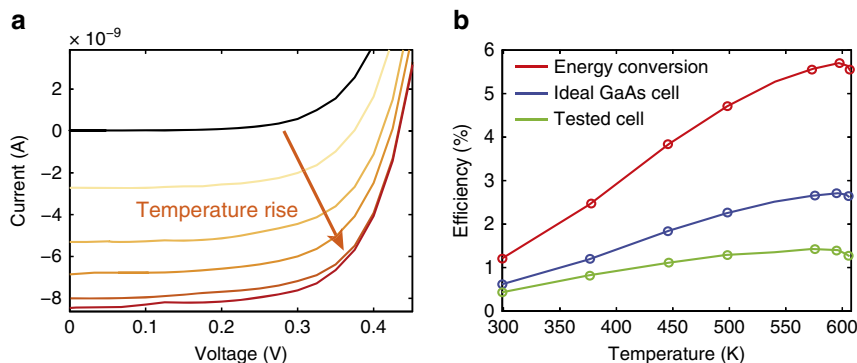 a
× 10⁻⁹
Current (A)
2
0
−2
−4
−6
−8
Temperature rise
0
0.1
0.2
0.3
0.4
Voltage (V)
b
Efficiency (%)
6
5
4
3
2
1
0
Energy conversion
Ideal GaAs cell
Tested cell
300
350
400
450
500
550
600
Temperature (K)